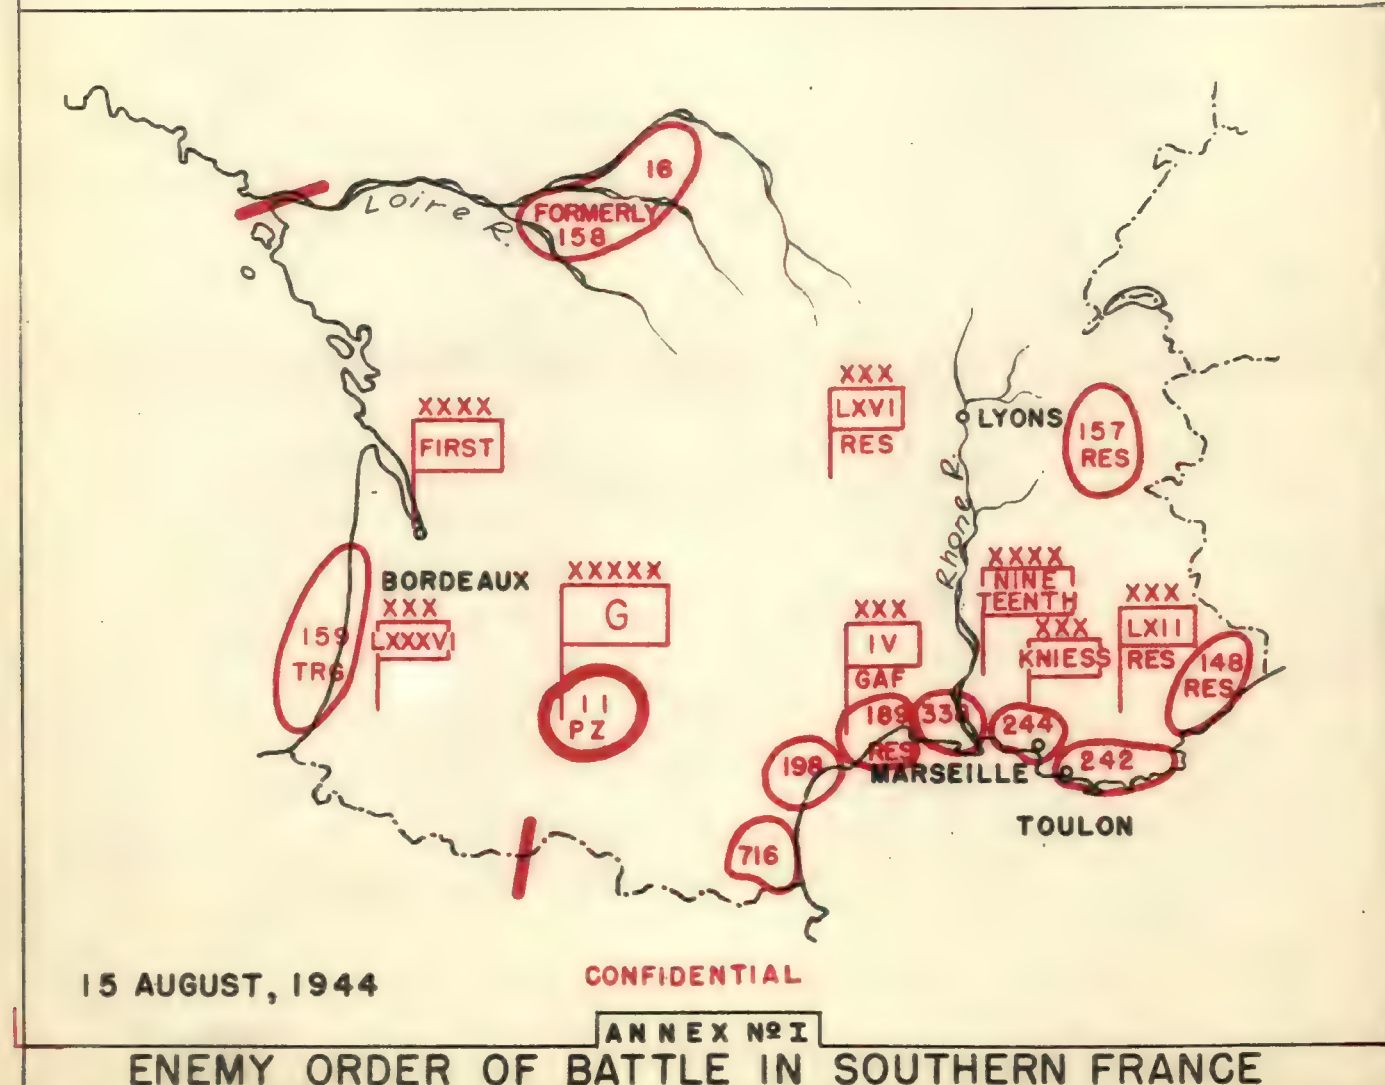 16
FORMERLY
158
Loire R.
XXXX
FIRST
XXX
LXVI
RES
LYONS
157
RES
Rhone R.
BORDEAUX
XXX
LXXXVI
159
TRG
XXXXX
G
11
PZ
XXXX
NINE
TEENTH
XXX
IV
GAF
XXX
KNIESS
XXX
LXII
RES
148
RES
189
RES
244
242
198
MARSEILLE
TOULON
716
15 AUGUST, 1944
CONFIDENTIAL
ANNEX Nº I
ENEMY ORDER OF BATTLE IN SOUTHERN FRANCE